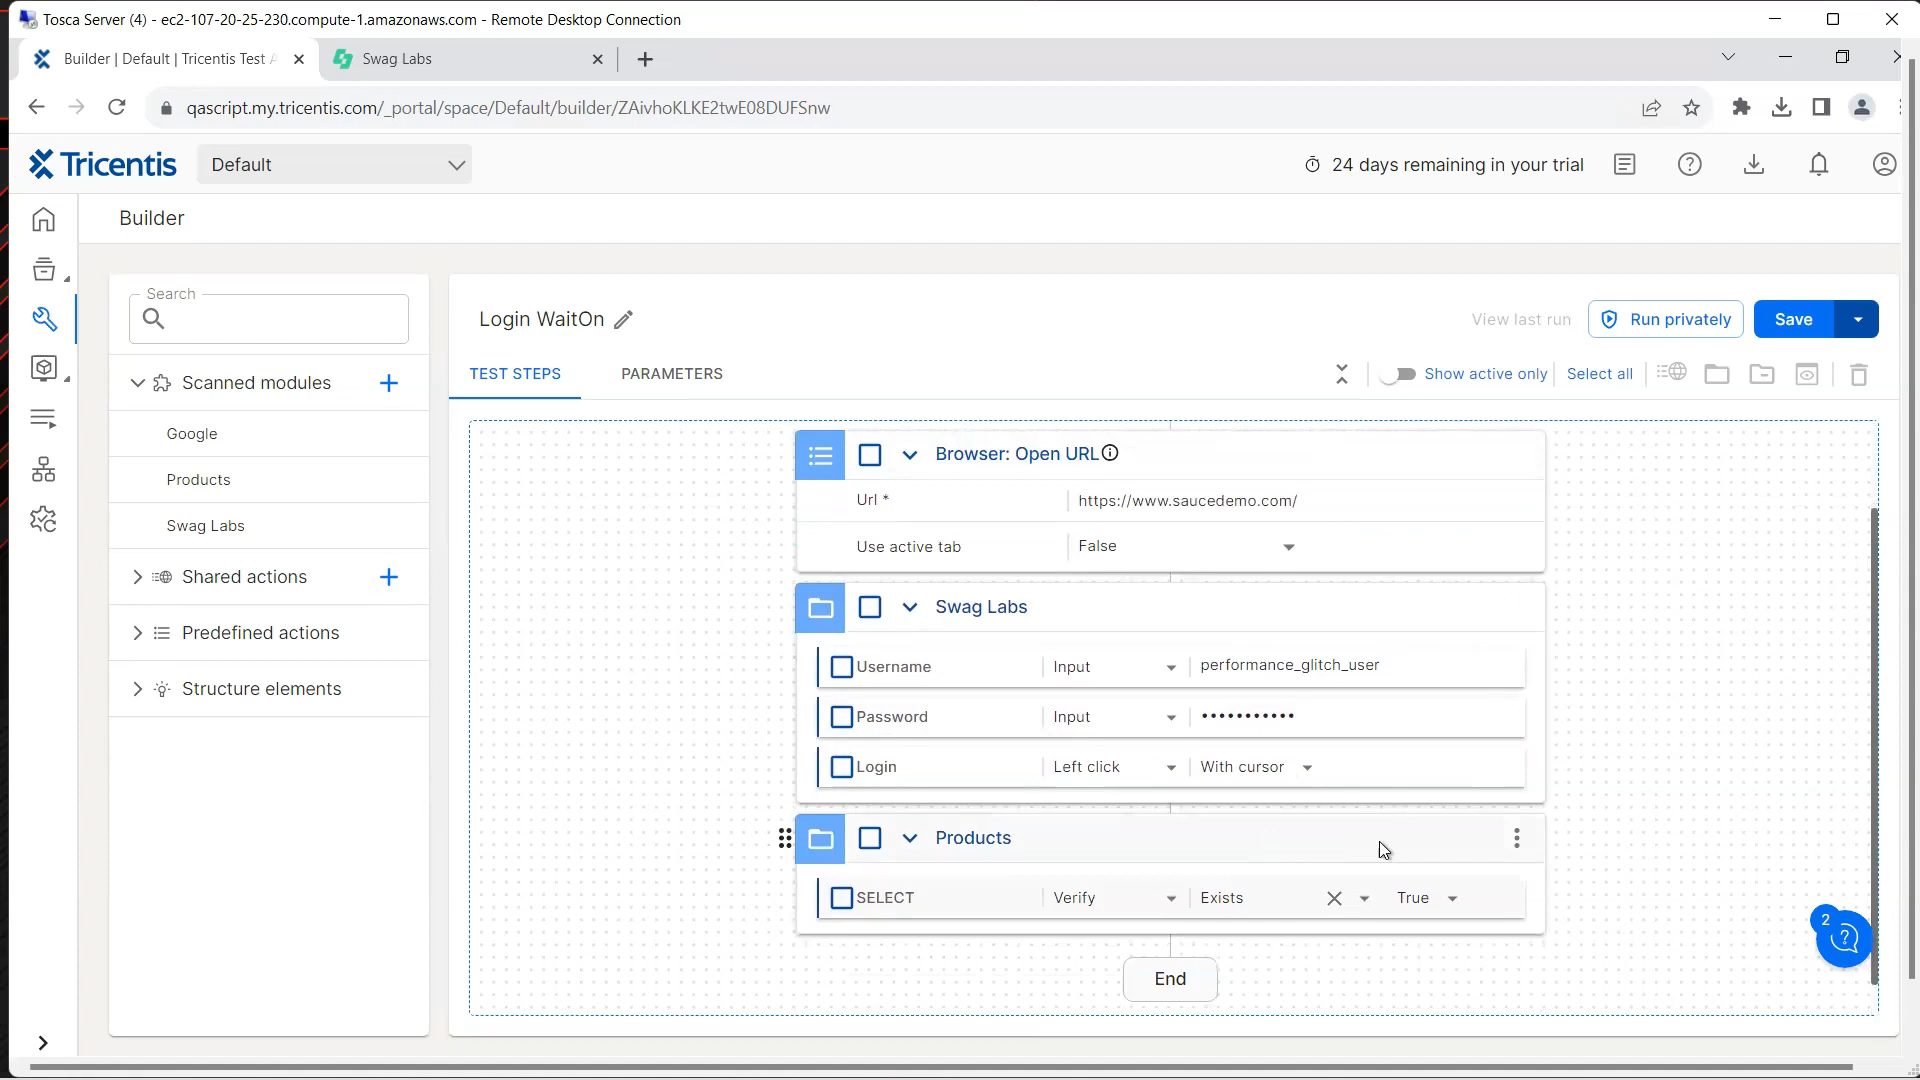 Tosca Server (4) - ec2-107-20-25-230.compute-1.amazonaws.com - Remote Desktop Connection
Builder | Default | Tricentis Test
Swag Labs
qascript.my.tricentis.com/_portal/space/Default/builder/ZAivhoKLKE2twE08DUFSnw
Tricentis
Default
24 days remaining in your trial
Builder
Search
Scanned modules
Google
Products
Swag Labs
Shared actions
Predefined actions
Structure elements
Login WaitOn
View last run
Run privately
Save
TEST STEPS
PARAMETERS
Show active only
Select all
Browser: Open URL
Url *
https://www.saucedemo.com/
Use active tab
False
Swag Labs
Username
Input
performance_glitch_user
Password
Input
•••••••••••
Login
Left click
With cursor
Products
SELECT
Verify
Exists
True
End
2